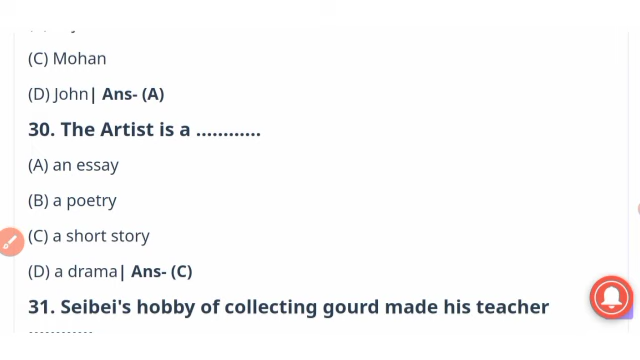 (C) Mohan
(D) John| Ans- (A)
30. The Artist is a ............
(A) an essay
(B) a poetry
(C) a short story
(D) a drama| Ans- (C)
31. Seibei's hobby of collecting gourd made his teacher
............